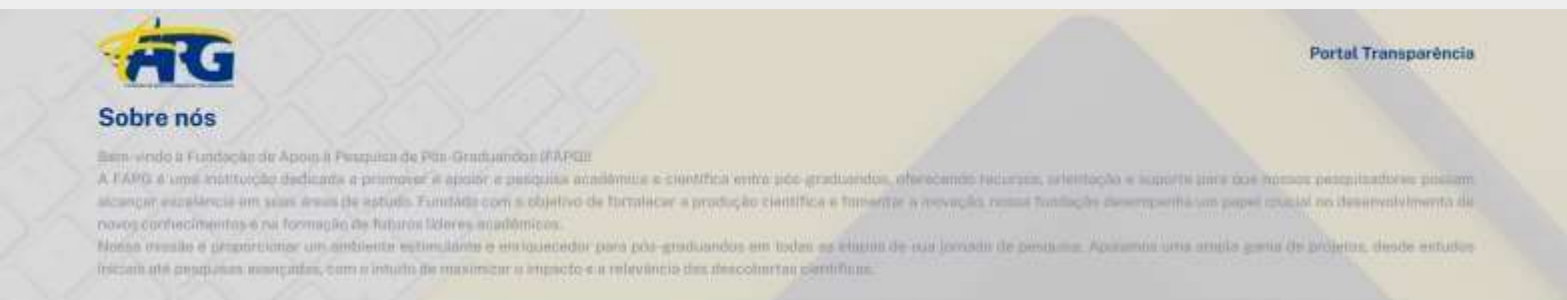 FAPG
Portal Transparência
Sobre nós
Bem-vindo à Fundação de Apoio à Pesquisa de Pós-Graduandos (FAPG)!
A FAPG é uma instituição dedicada a promover e apoiar a pesquisa acadêmica e científica entre pós-graduandos, oferecendo recursos, orientação e suporte para que nossos pesquisadores possam
alcançar excelência em suas áreas de estudo. Fundada com o objetivo de fortalecer a produção científica e fomentar a inovação, nossa fundação desempenha um papel crucial no desenvolvimento de
novos conhecimentos e na formação de futuros líderes acadêmicos.
Nossa missão é proporcionar um ambiente estimulante e enriquecedor para pós-graduandos em todas as etapas de sua jornada de pesquisa. Apoiamos uma ampla gama de projetos, desde estudos
iniciais até pesquisas avançadas, com o intuito de maximizar o impacto e a relevância das descobertas científicas.